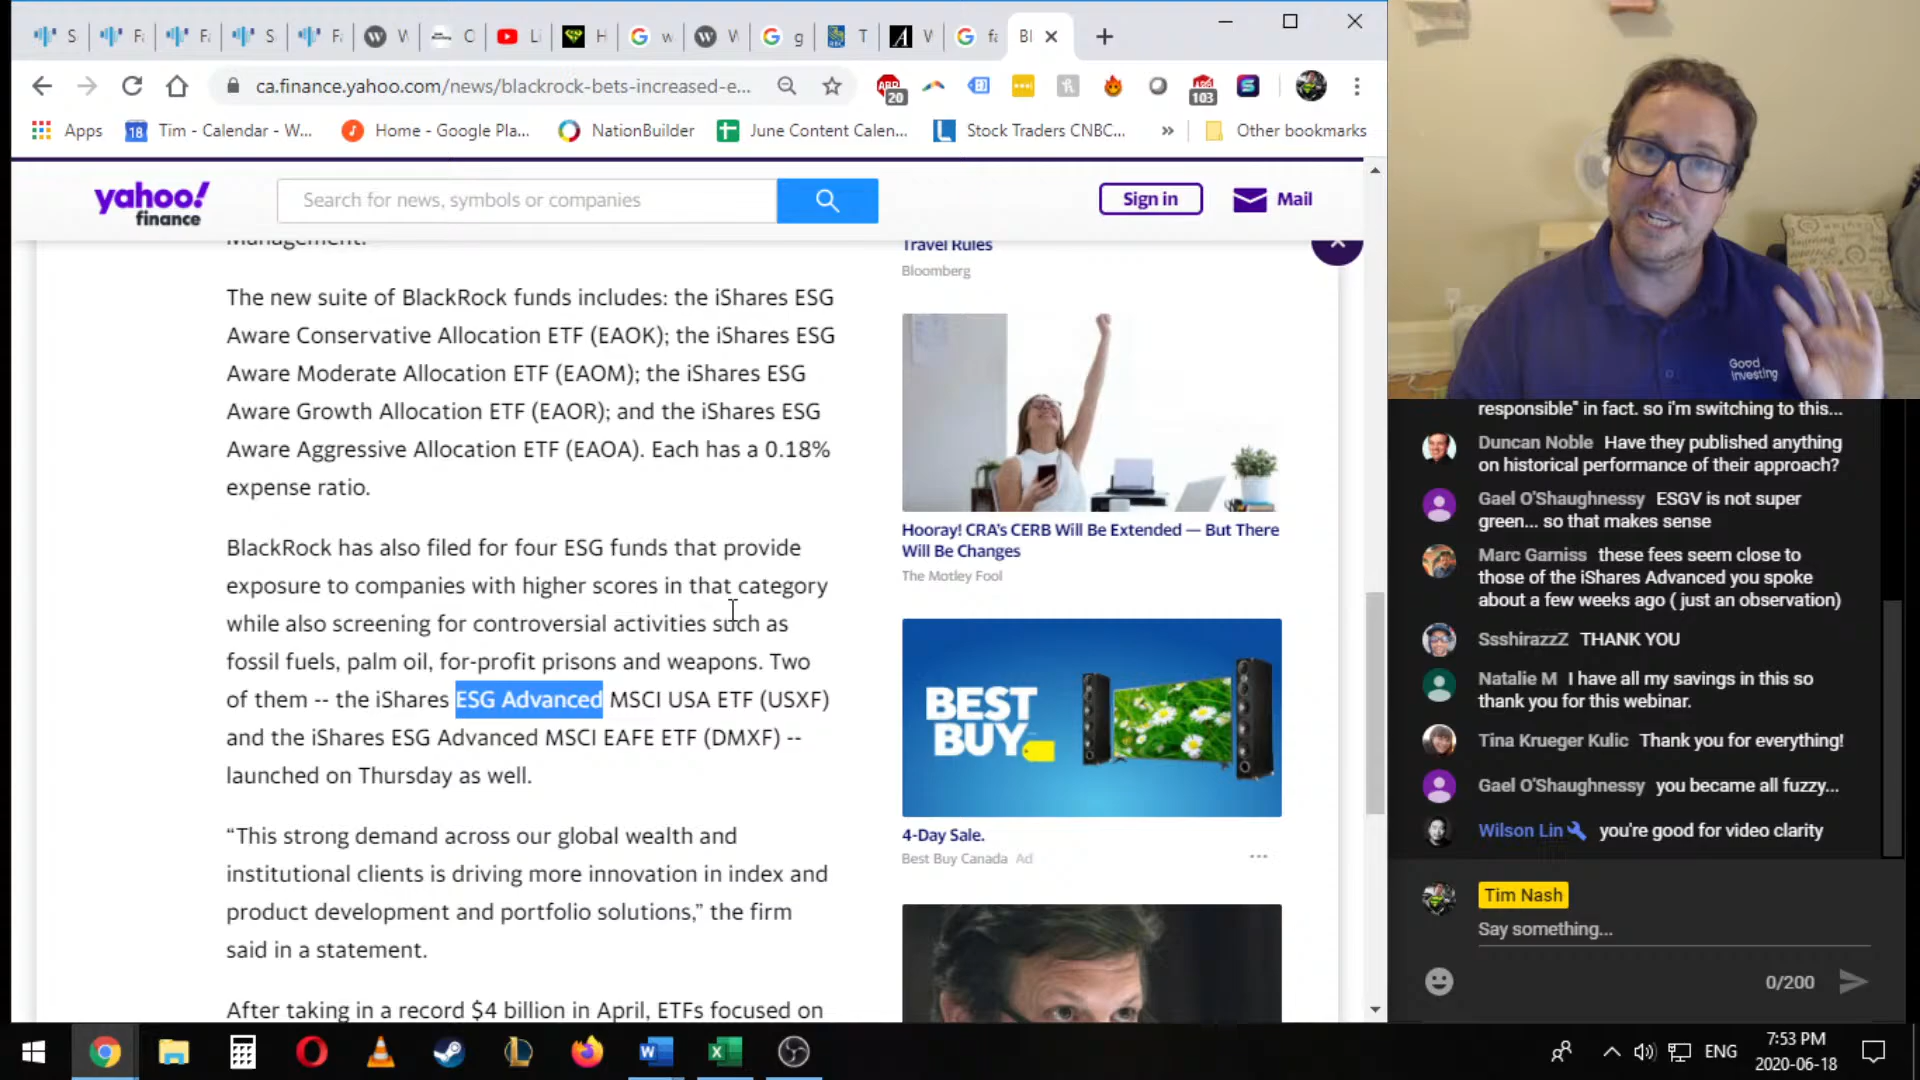 S
Fa
Fa
S
Fa
W
C
Li
H
w
W
g
T
V
fa
Bl
ca.finance.yahoo.com/news/blackrock-bets-increased-e...
20
103
Apps
18
Tim - Calendar - W...
Home - Google Pla...
NationBuilder
June Content Calen...
Stock Traders CNBC...
»
Other bookmarks
yahoo!
finance
Search for news, symbols or companies
Sign in
Mail
Management.
The new suite of BlackRock funds includes: the iShares ESG
Aware Conservative Allocation ETF (EAOK); the iShares ESG
Aware Moderate Allocation ETF (EAOM); the iShares ESG
Aware Growth Allocation ETF (EAOR); and the iShares ESG
Aware Aggressive Allocation ETF (EAOA). Each has a 0.18%
expense ratio.
BlackRock has also filed for four ESG funds that provide
exposure to companies with higher scores in that category
while also screening for controversial activities such as
fossil fuels, palm oil, for-profit prisons and weapons. Two
of them -- the iShares ESG Advanced MSCI USA ETF (USXF)
and the iShares ESG Advanced MSCI EAFE ETF (DMXF) --
launched on Thursday as well.
“This strong demand across our global wealth and
institutional clients is driving more innovation in index and
product development and portfolio solutions,” the firm
said in a statement.
After taking in a record $4 billion in April, ETFs focused on
Travel Rules
Bloomberg
Hooray! CRA's CERB Will Be Extended — But There
Will Be Changes
The Motley Fool
BEST
BUY
4-Day Sale.
Best Buy Canada Ad
Good
Investing
responsible" in fact. so i'm switching to this...
Duncan Noble Have they published anything
on historical performance of their approach?
Gael O'Shaughnessy ESGV is not super
green... so that makes sense
Marc Garniss these fees seem close to
those of the iShares Advanced you spoke
about a few weeks ago ( just an observation)
SsshirazzZ THANK YOU
Natalie M I have all my savings in this so
thank you for this webinar.
Tina Krueger Kulic Thank you for everything!
Gael O'Shaughnessy you became all fuzzy...
Wilson Lin you're good for video clarity
Tim Nash
Say something...
0/200
ENG
7:53 PM
2020-06-18